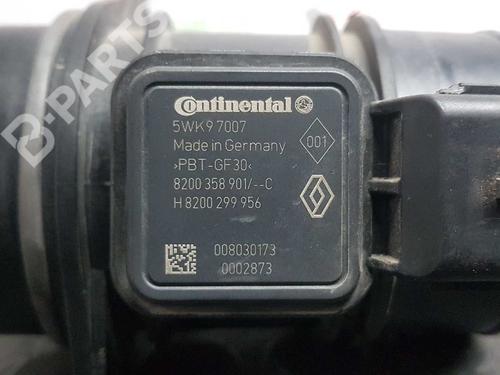 B-PARTS
Continental
5WK9 7007
Made in Germany
001
>PBT-GF30<
8200 358 901/--C
H 8200 299 956
008030173
0002873